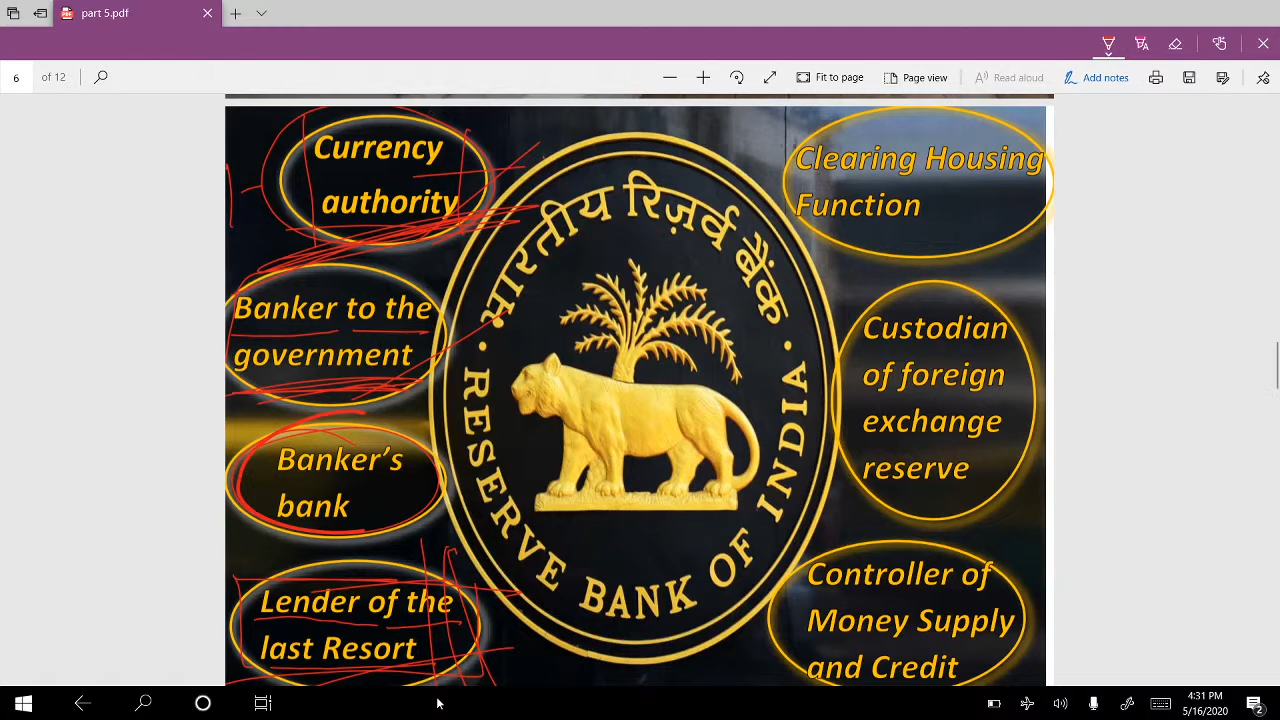 part 5.pdf
6 of 12
Fit to page
Page view
Read aloud
Add notes
Currency
authority
Banker to the
government
Banker's
bank
Lender of the
last Resort
भारतीय रिज़र्व बैंक
RESERVE BANK OF INDIA
Clearing Housing
Function
Custodian
of foreign
exchange
reserve
Controller of
Money Supply
and Credit
4:31 PM
5/16/2020
2